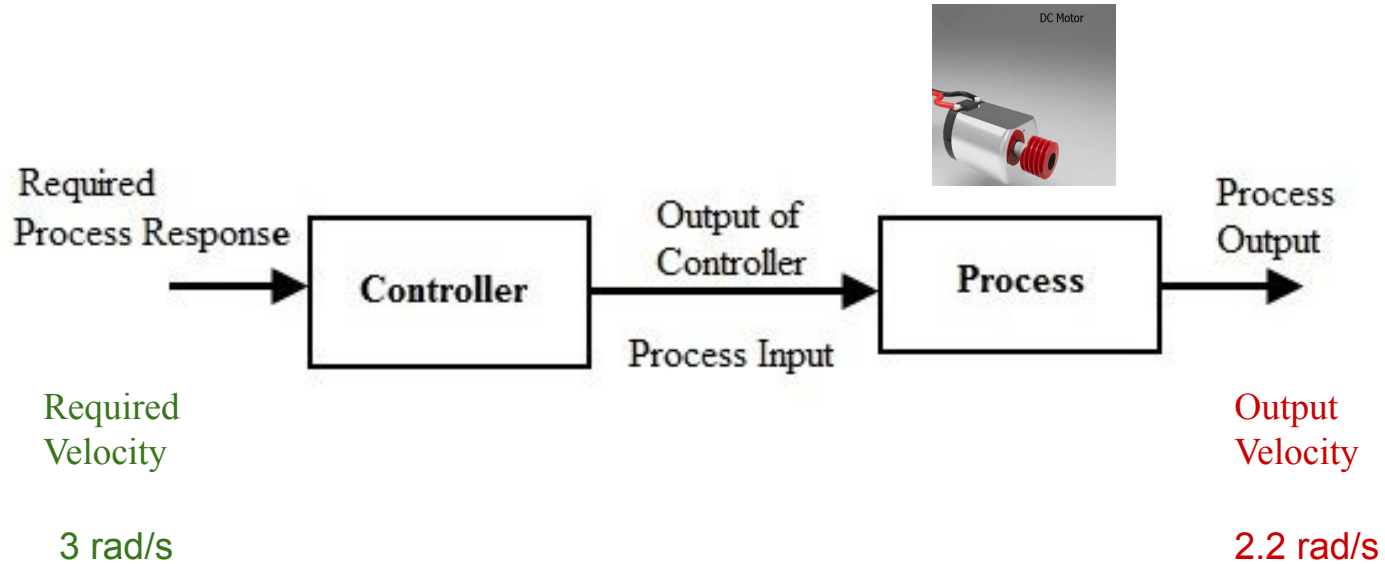 DC Motor
Required
Process Response
Controller
Output of
Controller
Process Input
Process
Process
Output
Required
Velocity
3 rad/s
Output
Velocity
2.2 rad/s